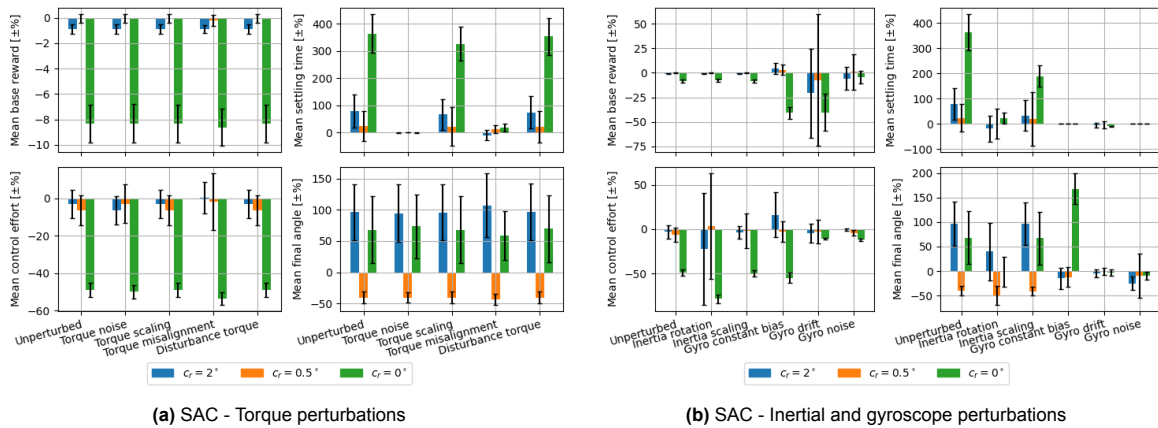 Mean base reward [±%]
0
−2
−4
−6
−8
−10
Mean settling time [±%]
400
300
200
100
0
Mean control effort [±%]
0
−20
−40
−60
Mean final angle [±%]
150
100
50
0
−50
Unperturbed
Torque noise
Torque scaling
Torque misalignment
Disturbance torque
Unperturbed
Torque noise
Torque scaling
Torque misalignment
Disturbance torque
c_r = 2° c_r = 0.5° c_r = 0°
(a) SAC - Torque perturbations
Mean base reward [±%]
50
25
0
−25
−50
−75
Mean settling time [±%]
400
300
200
100
0
−100
Mean control effort [±%]
50
0
−50
Mean final angle [±%]
150
100
50
0
−50
Unperturbed
Inertia rotation
Inertia scaling
Gyro constant bias
Gyro drift
Gyro noise
Unperturbed
Inertia rotation
Inertia scaling
Gyro constant bias
Gyro drift
Gyro noise
c_r = 2° c_r = 0.5° c_r = 0°
(b) SAC - Inertial and gyroscope perturbations